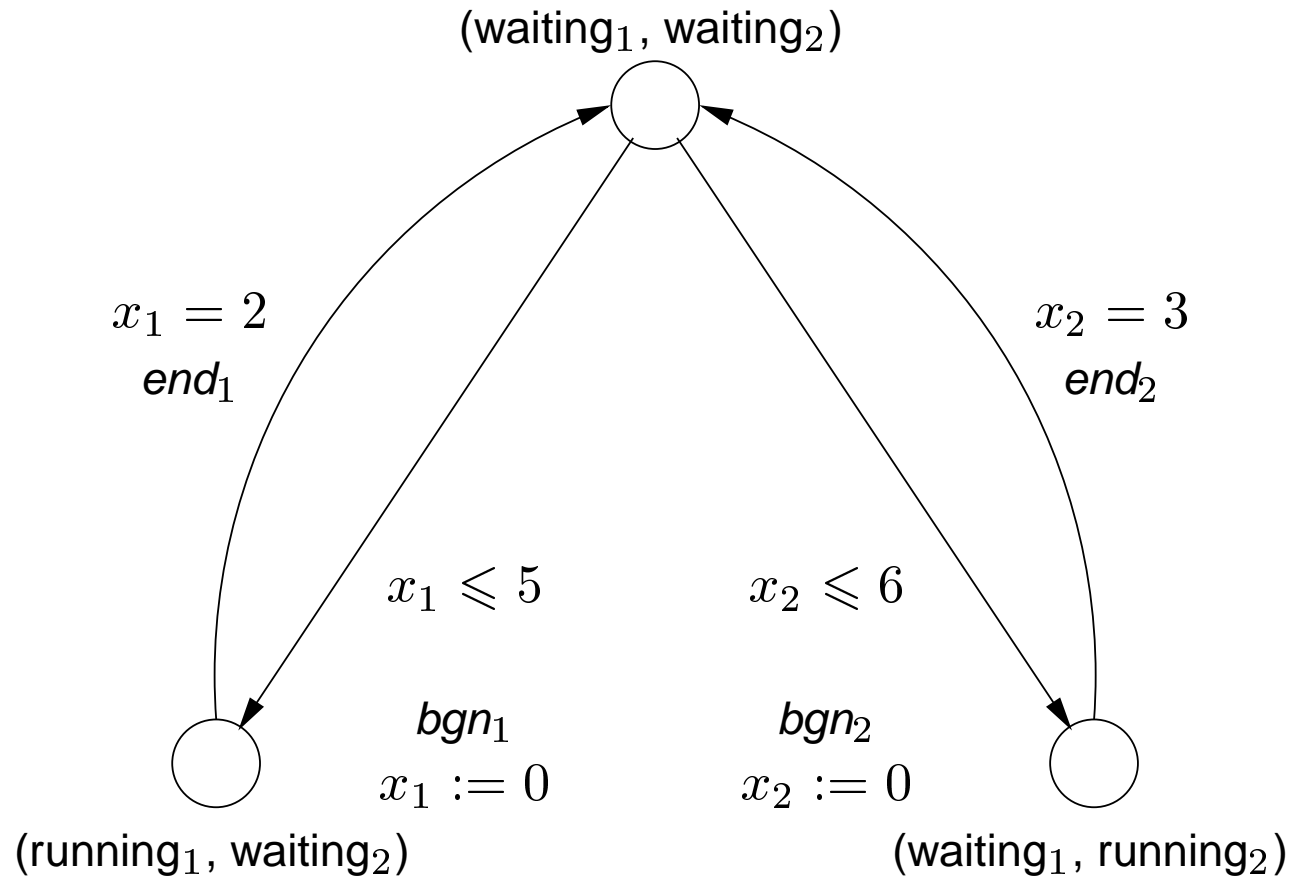 (waiting₁, waiting₂)
x₁ = 2
end₁
x₂ = 3
end₂
x₁ ⩽ 5
bgn₁
x₁ := 0
x₂ ⩽ 6
bgn₂
x₂ := 0
(running₁, waiting₂)
(waiting₁, running₂)